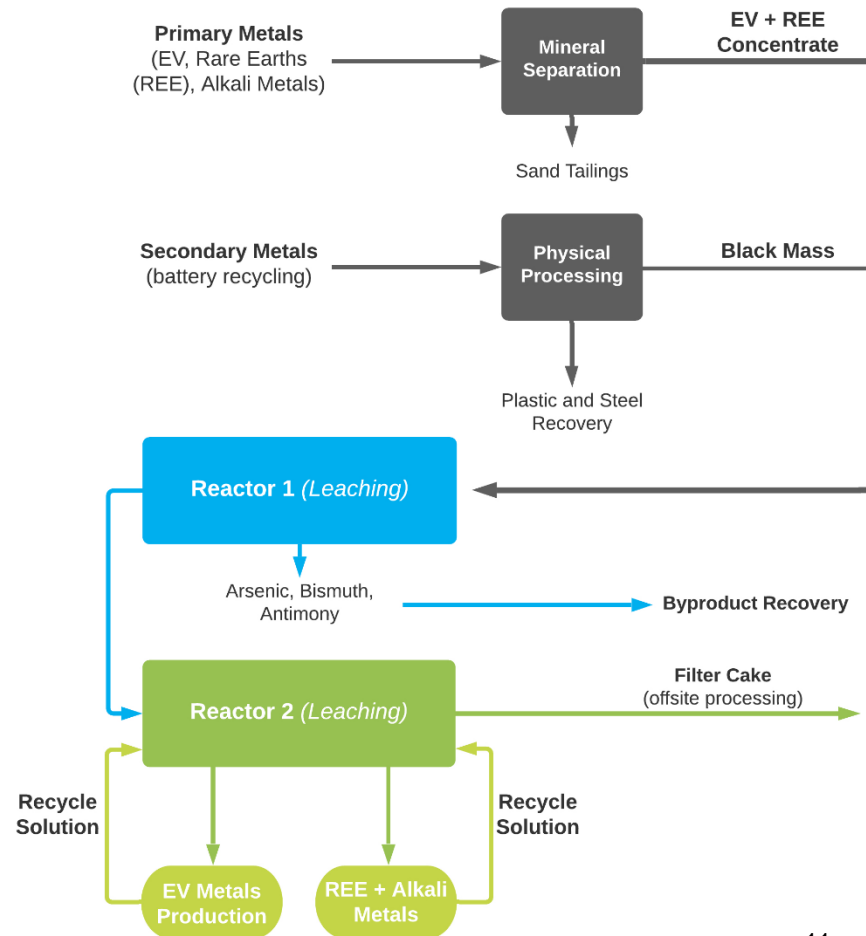 Primary Metals
(EV, Rare Earths
(REE), Alkali Metals)
Mineral
Separation
EV + REE
Concentrate
Sand Tailings
Secondary Metals
(battery recycling)
Physical
Processing
Black Mass
Plastic and Steel
Recovery
Reactor 1 (Leaching)
Arsenic, Bismuth,
Antimony
Byproduct Recovery
Reactor 2 (Leaching)
Filter Cake
(offsite processing)
Recycle
Solution
Recycle
Solution
EV Metals
Production
REE + Alkali
Metals